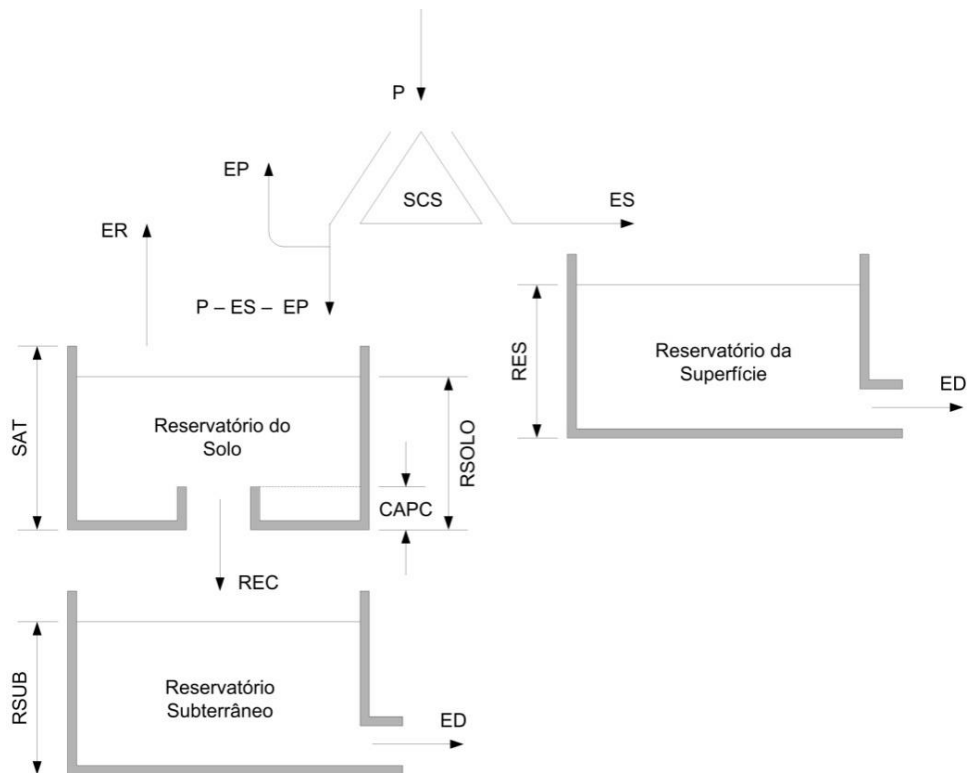 P
EP
SCS
ES
ER
P – ES – EP
SAT
Reservatório do
Solo
RSOLO
CAPC
RES
Reservatório da
Superfície
ED
REC
RSUB
Reservatório
Subterrâneo
ED